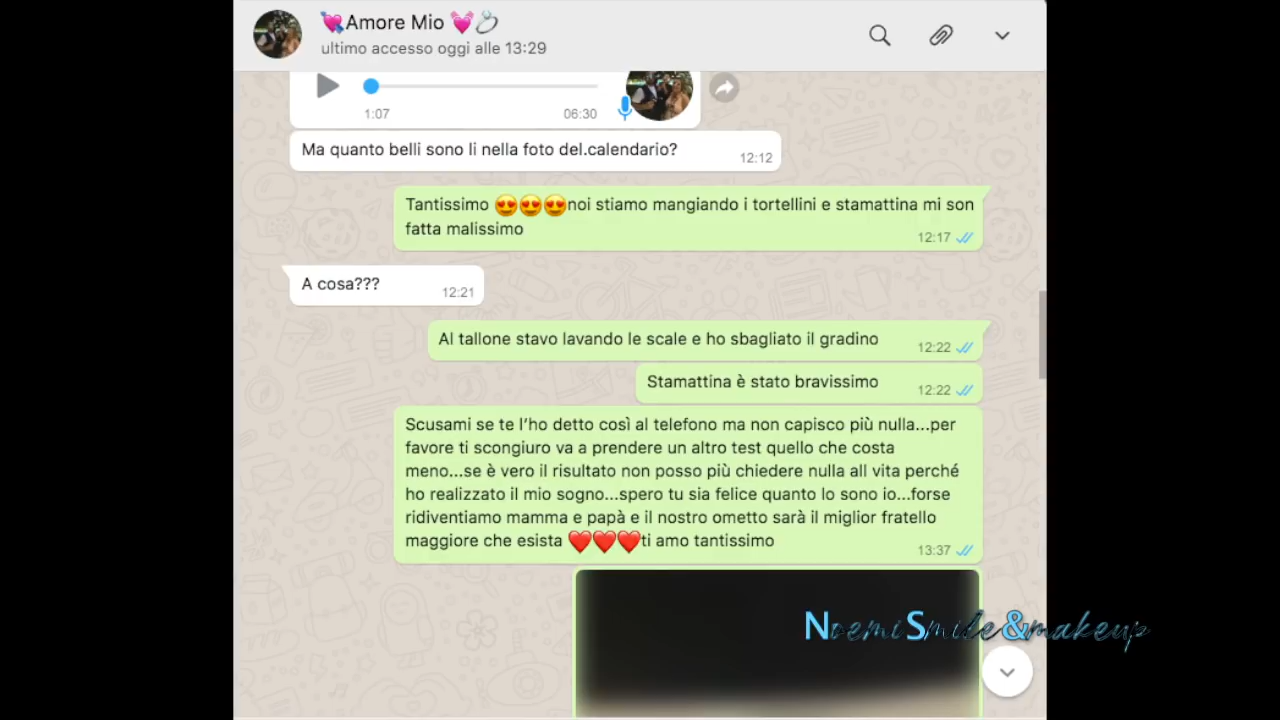 💘Amore Mio 💓💍
ultimo accesso oggi alle 13:29
1:07
06:30
Ma quanto belli sono li nella foto del.calendario?
12:12
Tantissimo 😍😍😍noi stiamo mangiando i tortellini e stamattina mi son
fatta malissimo
12:17
A cosa???
12:21
Al tallone stavo lavando le scale e ho sbagliato il gradino
12:22
Stamattina è stato bravissimo
12:22
Scusami se te l’ho detto così al telefono ma non capisco più nulla...per
favore ti scongiuro va a prendere un altro test quello che costa
meno...se è vero il risultato non posso più chiedere nulla all vita perché
ho realizzato il mio sogno...spero tu sia felice quanto lo sono io...forse
ridiventiamo mamma e papà e il nostro ometto sarà il miglior fratello
maggiore che esista ❤️❤️❤️ti amo tantissimo
13:37
NoemiSmile&makeup